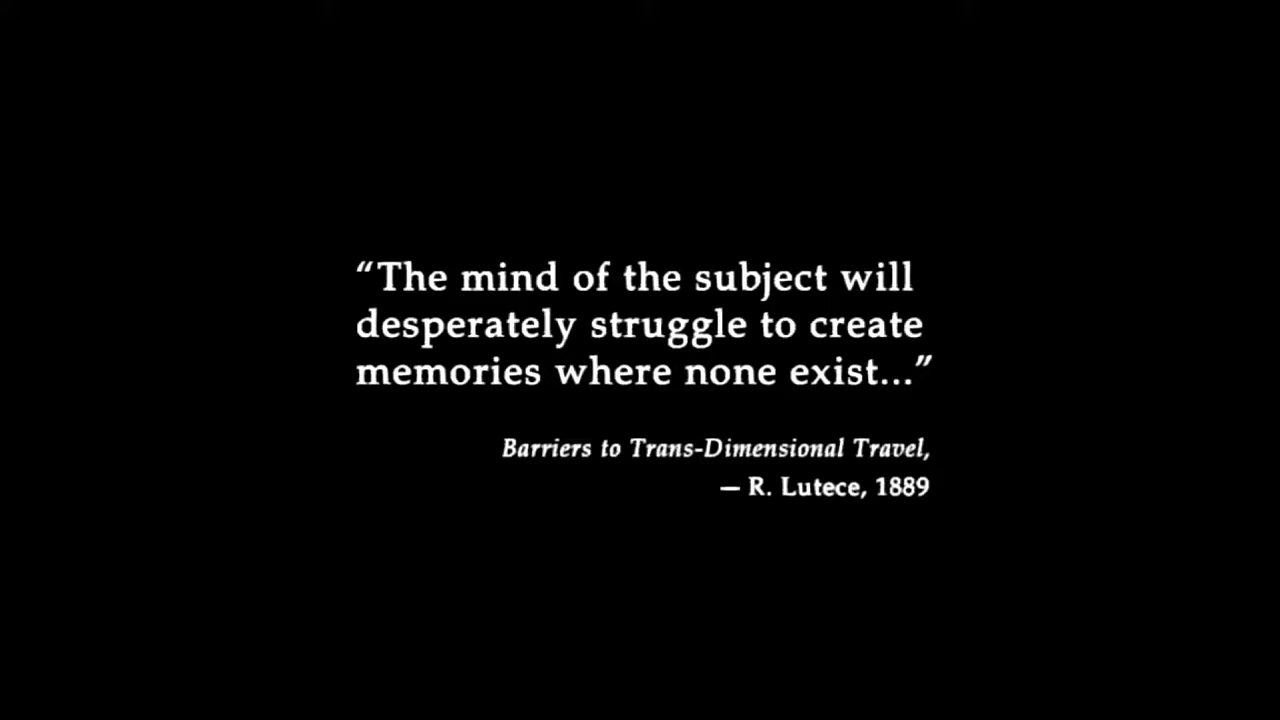 “The mind of the subject will
desperately struggle to create
memories where none exist...”
Barriers to Trans-Dimensional Travel,
— R. Lutece, 1889